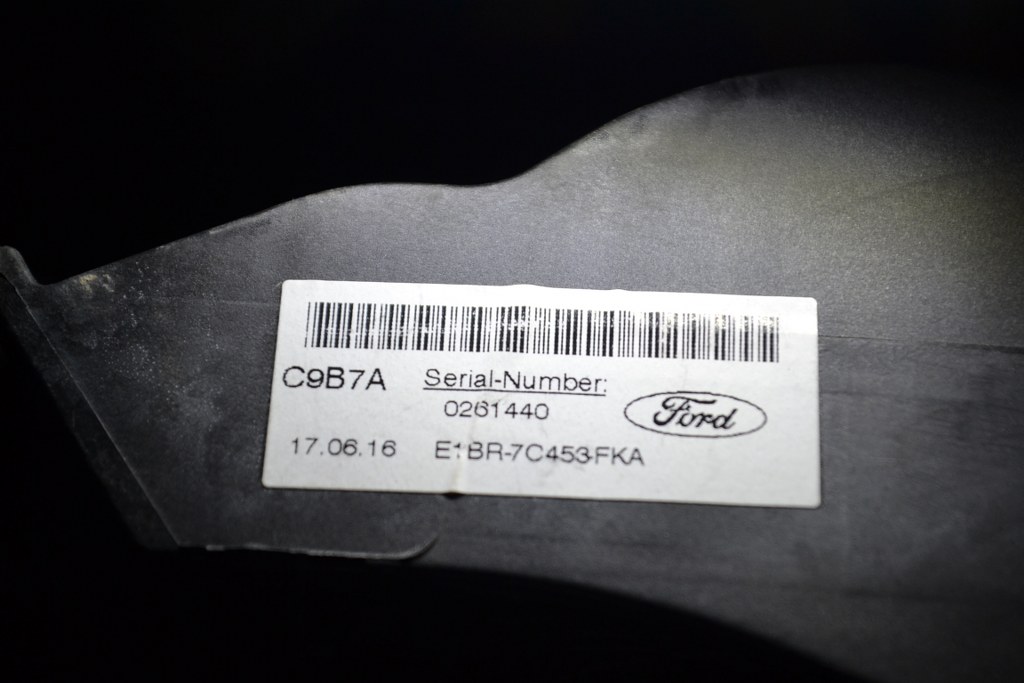 C9B7A Serial-Number:
0261440
Ford
17.06.16 E1BR-7C453-FKA